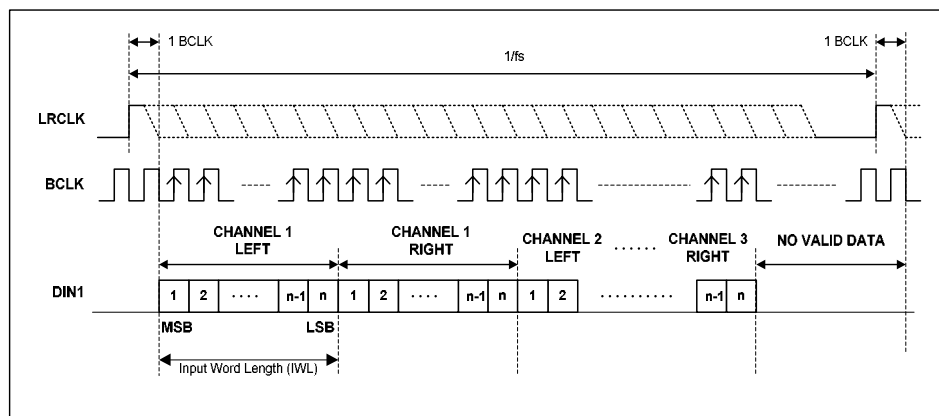 1 BCLK 1 BCLK
1/fs
LRCLK
BCLK
CHANNEL 1 LEFT CHANNEL 1 RIGHT CHANNEL 2 LEFT ...... CHANNEL 3 RIGHT NO VALID DATA
DIN1 1 2 .... n-1 n 1 2 .... n-1 n 1 2 .......... n-1 n
MSB LSB
Input Word Length (IWL)